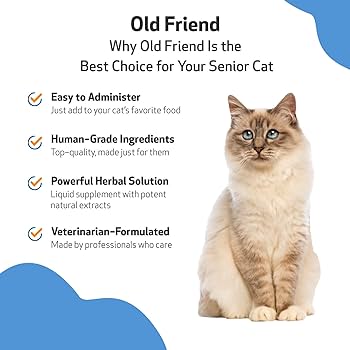 Old Friend
Why Old Friend Is the
Best Choice for Your Senior Cat
Easy to Administer
Just add to your cat's favorite food
Human-Grade Ingredients
Top-quality, made just for them
Powerful Herbal Solution
Liquid supplement with potent
natural extracts
Veterinarian-Formulated
Made by professionals who care